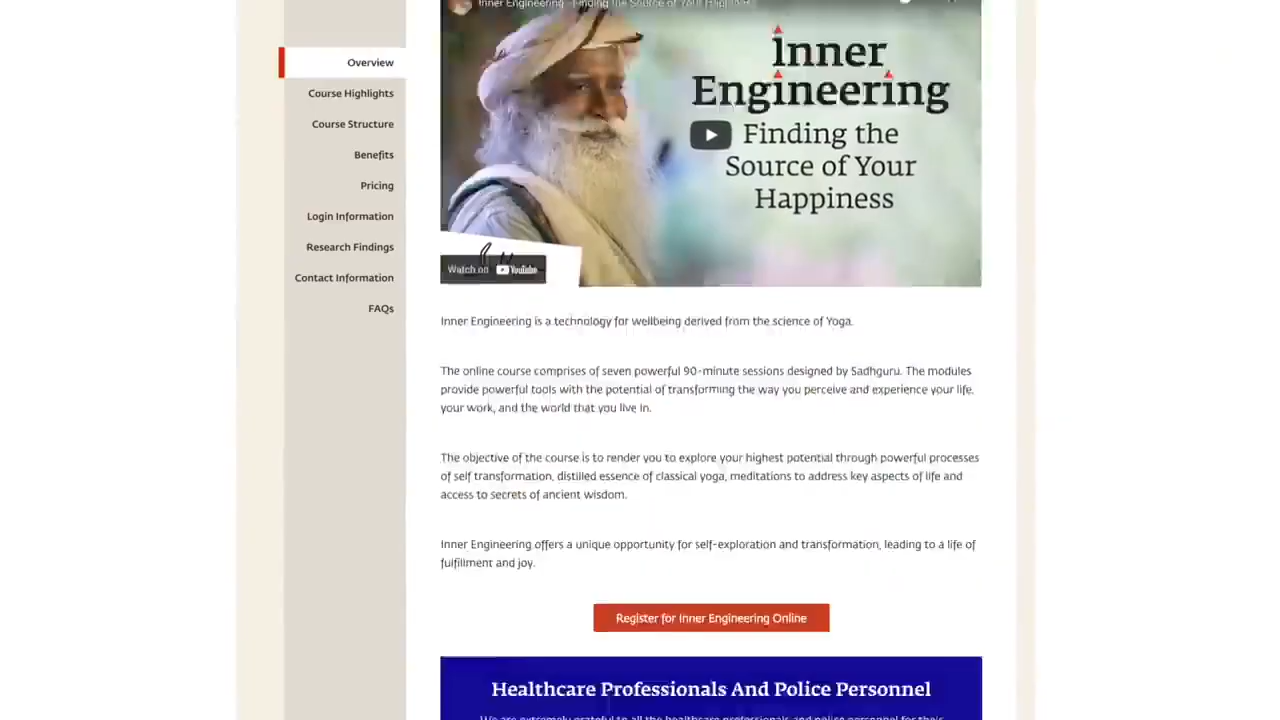 Inner Engineering - Finding the Source of Your Happiness
Inner
Engineering
Finding the
Source of Your
Happiness
Watch on YouTube
Overview
Course Highlights
Course Structure
Benefits
Pricing
Login Information
Research Findings
Contact Information
FAQs
Inner Engineering is a technology for wellbeing derived from the science of Yoga.
The online course comprises of seven powerful 90-minute sessions designed by Sadhguru. The modules
provide powerful tools with the potential of transforming the way you perceive and experience your life,
your work, and the world that you live in.
The objective of the course is to render you to explore your highest potential through powerful processes
of self transformation, distilled essence of classical yoga, meditations to address key aspects of life and
access to secrets of ancient wisdom.
Inner Engineering offers a unique opportunity for self-exploration and transformation, leading to a life of
fulfillment and joy.
Register for Inner Engineering Online
Healthcare Professionals And Police Personnel
We are extremely grateful to all the healthcare professionals and police personnel for their